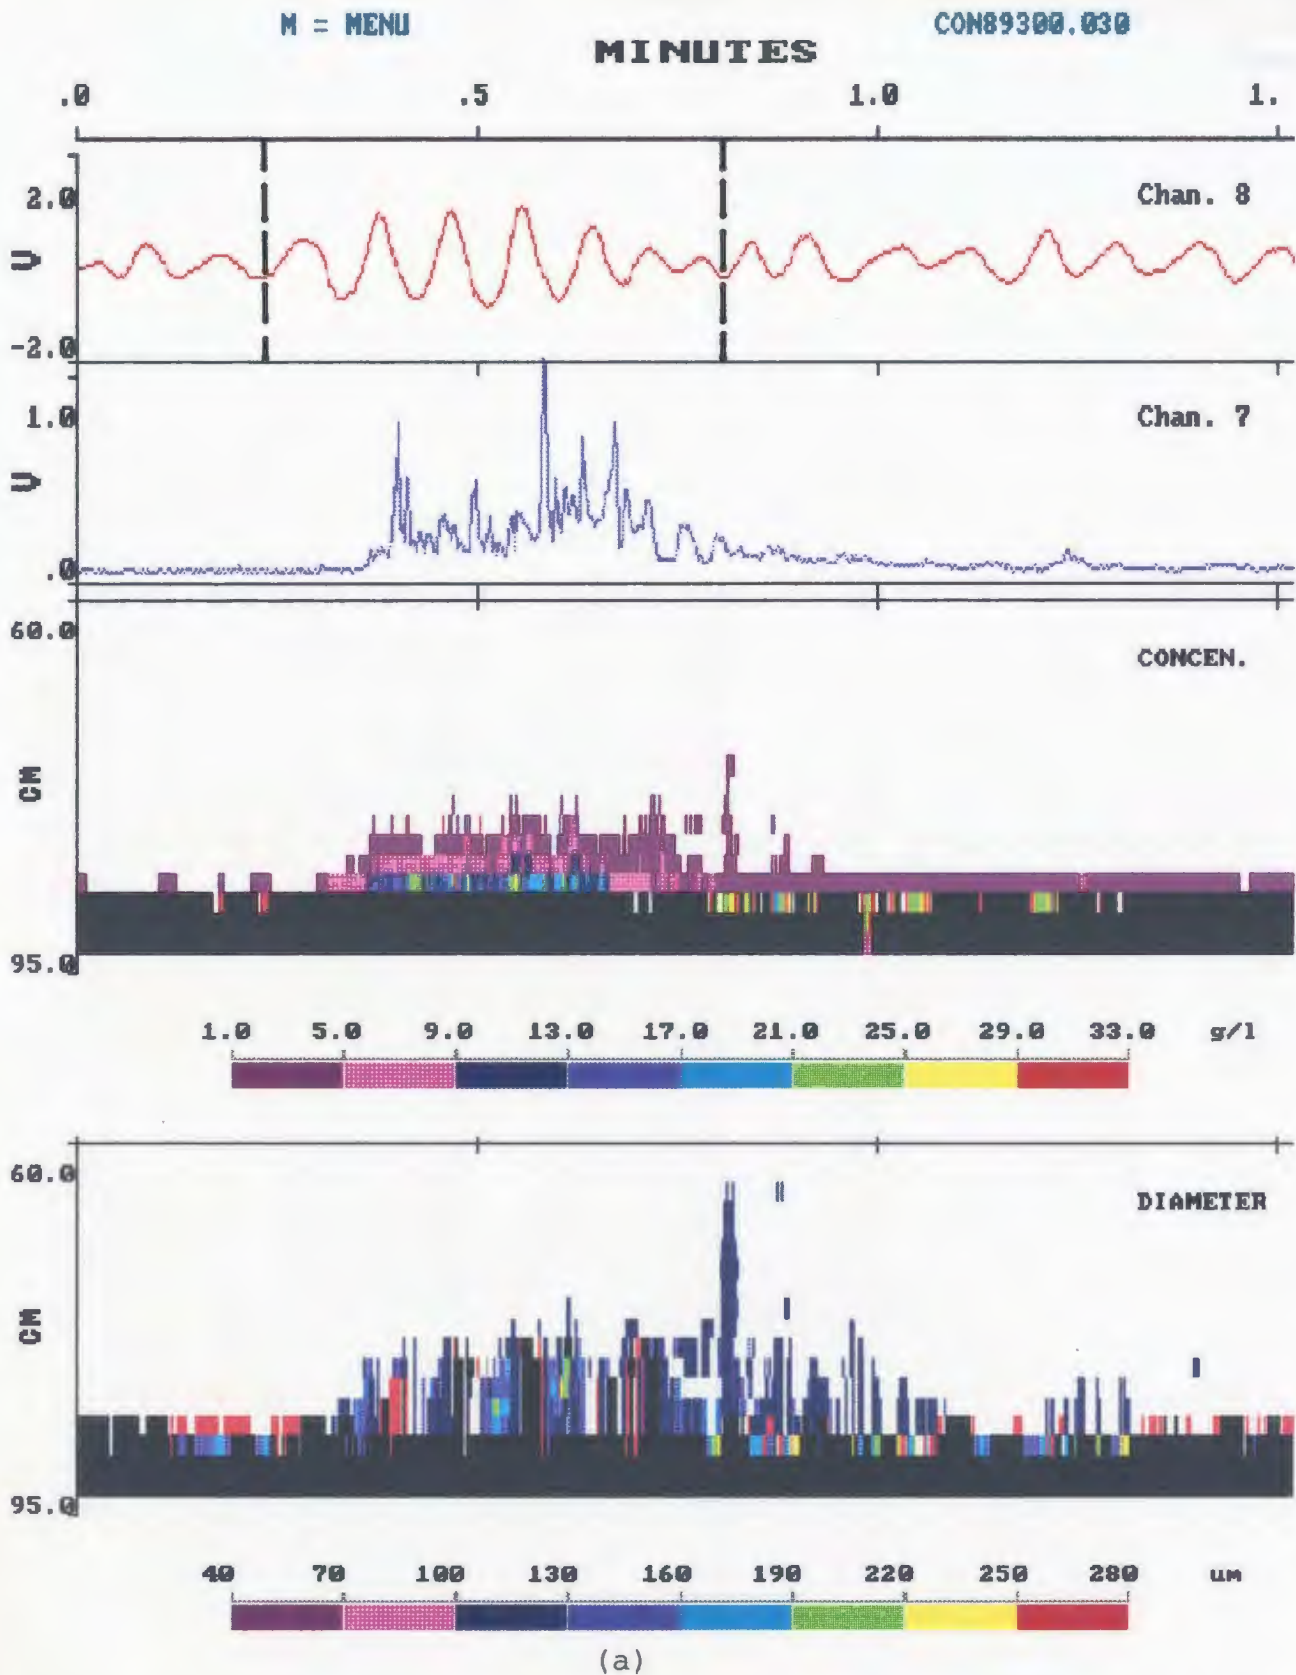 M = MENU
CON89300.030
MINUTES
.0 .5 1.0 1.
2.0
Chan. 8
V
-2.0
1.0
Chan. 7
V
.0
60.0
CONCEN.
CM
95.0
1.0 5.0 9.0 13.0 17.0 21.0 25.0 29.0 33.0 g/l
60.0
DIAMETER
CM
95.0
40 70 100 130 160 190 220 250 280 um
(a)